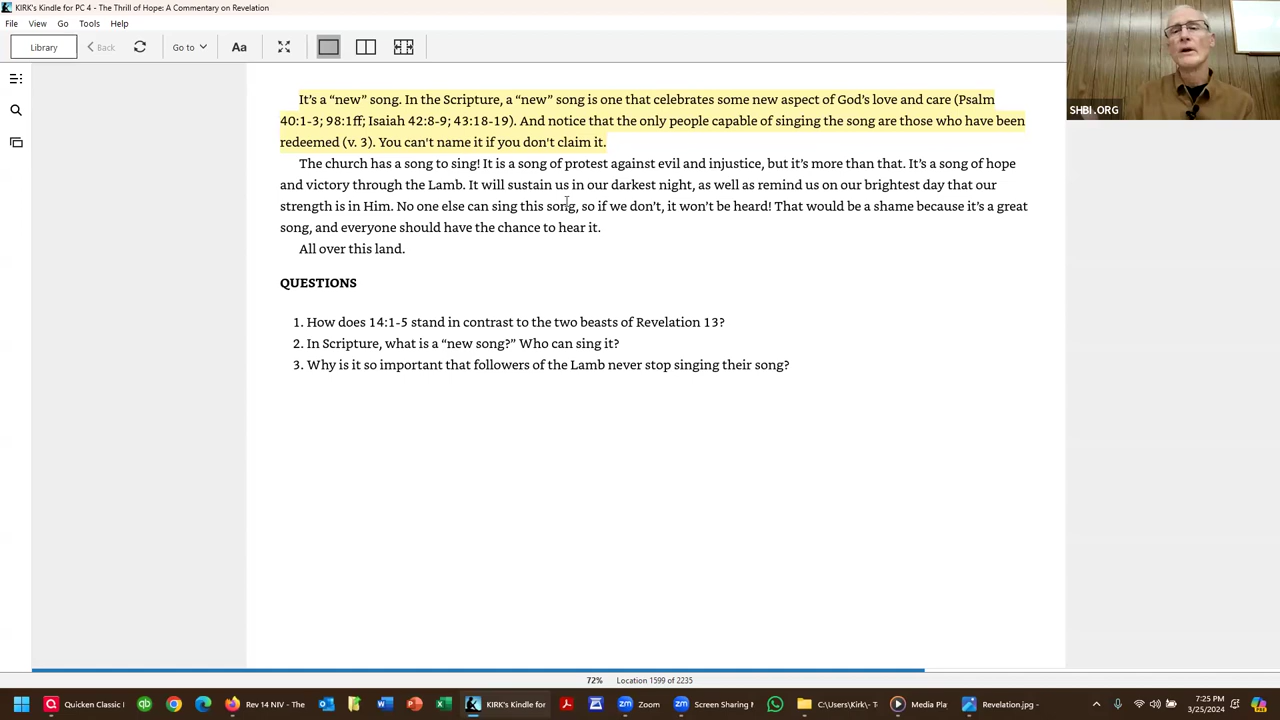 KIRK's Kindle for PC 4 - The Thrill of Hope: A Commentary on Revelation
File View Go Tools Help
Library Back Go to Aa
It's a “new” song. In the Scripture, a “new” song is one that celebrates some new aspect of God's love and care (Psalm
40:1-3; 98:1ff; Isaiah 42:8-9; 43:18-19). And notice that the only people capable of singing the song are those who have been
redeemed (v. 3). You can't name it if you don't claim it.
The church has a song to sing! It is a song of protest against evil and injustice, but it's more than that. It's a song of hope
and victory through the Lamb. It will sustain us in our darkest night, as well as remind us on our brightest day that our
strength is in Him. No one else can sing this song, so if we don't, it won't be heard! That would be a shame because it's a great
song, and everyone should have the chance to hear it.
All over this land.
QUESTIONS
1. How does 14:1-5 stand in contrast to the two beasts of Revelation 13?
2. In Scripture, what is a “new song?” Who can sing it?
3. Why is it so important that followers of the Lamb never stop singing their song?
SHBI.ORG
72% Location 1599 of 2235
Quicken Classic Rev 14 NIV - The KIRK's Kindle for Zoom Screen Sharing C:\Users\Kirk\- T Media Pla Revelation.jpg - 7:25 PM
3/25/2024